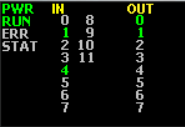 PWR IN OUT
RUN 0 8 0
ERR 1 9 1
STAT 2 10 2
3 11 3
4 4
5 5
6 6
7 7